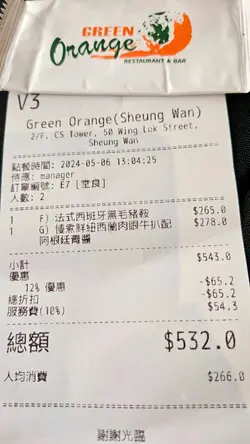 GREEN
Orange
RESTAURANT & BAR
V3
Green Orange(Sheung Wan)
2/F, CS Tower, 50 Wing Lok Street,
Sheung Wan
點餐時間: 2024-05-06 13:04:25
侍應: manager
訂單編號: E7 [堂食]
人數: 2
1 F) 法式西班牙黑毛豬鞍 $265.0
1 G) 慢煮鮮紐西蘭肉眼牛扒配 $278.0
阿根廷青醬
小計 $543.0
優惠
12% 優惠 -$65.2
總折扣 -$65.2
服務費(10%) $54.3
總額 $532.0
人均消費 $266.0
謝謝光臨